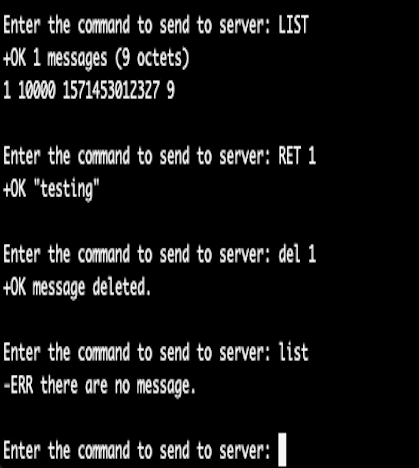 Enter the command to send to server: LIST
+OK 1 messages (9 octets)
1 10000 1571453012327 9
Enter the command to send to server: RET 1
+OK "testing"
Enter the command to send to server: del 1
+OK message deleted.
Enter the command to send to server: list
-ERR there are no message.
Enter the command to send to server: